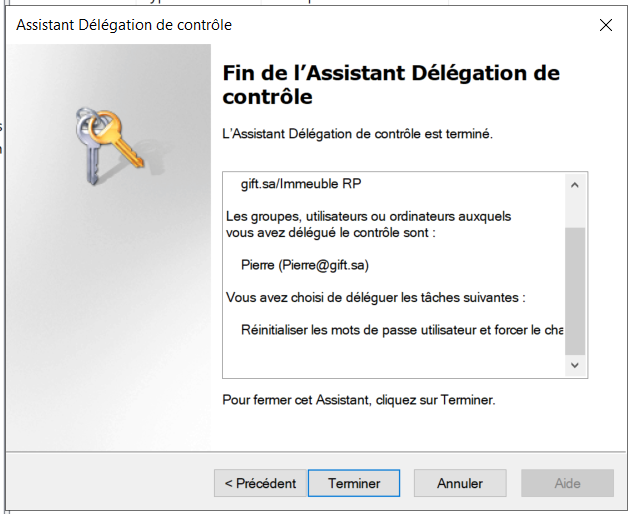 Assistant Délégation de contrôle
Fin de l'Assistant Délégation de
contrôle
L'Assistant Délégation de contrôle est terminé.
gift.sa/Immeuble RP
Les groupes, utilisateurs ou ordinateurs auxquels
vous avez délégué le contrôle sont :
Pierre (Pierre@gift.sa)
Vous avez choisi de déléguer les tâches suivantes :
Réinitialiser les mots de passe utilisateur et forcer le cha
Pour fermer cet Assistant, cliquez sur Terminer.
< Précédent Terminer Annuler Aide